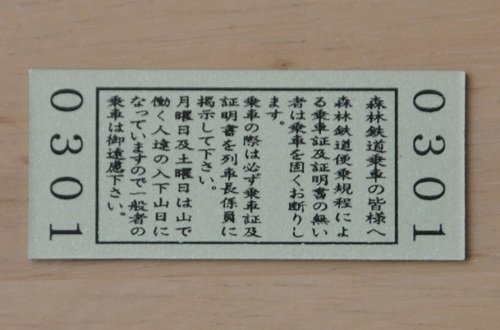 0301
森林鉄道乗車の皆様へ
森林鉄道便乗規程によ
る乗車証及証明書の無い
者は乗車を固くお断りし
ます。
乗車の際は必ず乗車証及
証明書を列車長係員に
掲示して下さい。
月曜日及土曜日は山で
働く人達の入下山日に
なっていますので一般者の
乗車は御遠慮下さい。
0301